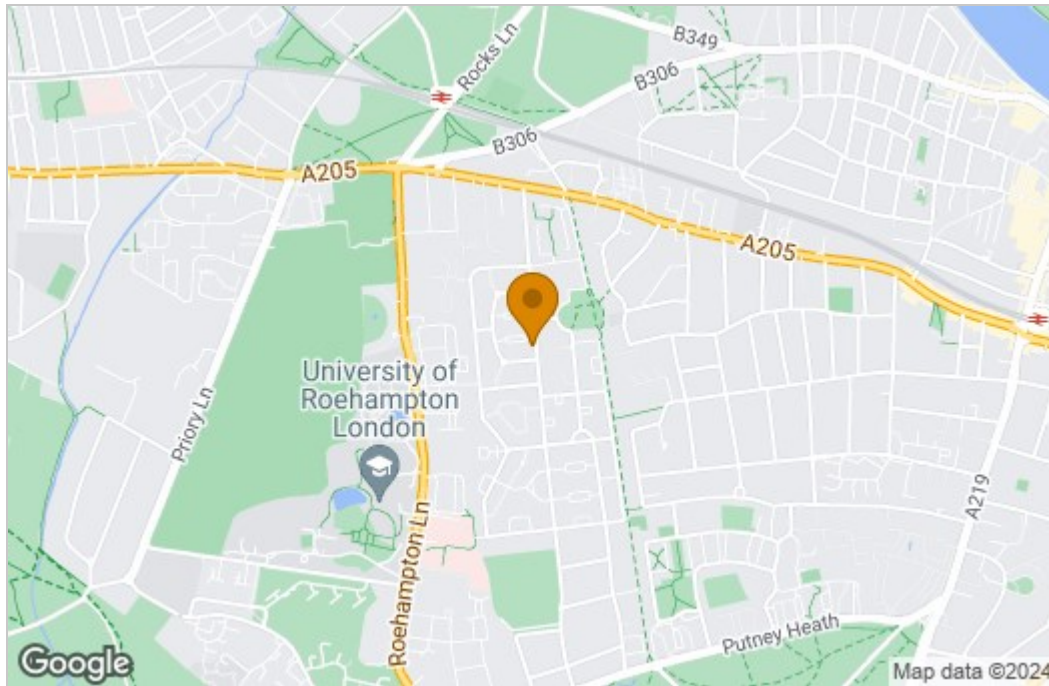 Rocks Ln
B349
B306
B306
A205
A205
University of
Roehampton
London
Priory Ln
Roehampton Ln
A219
Putney Heath
Google
Map data ©2024